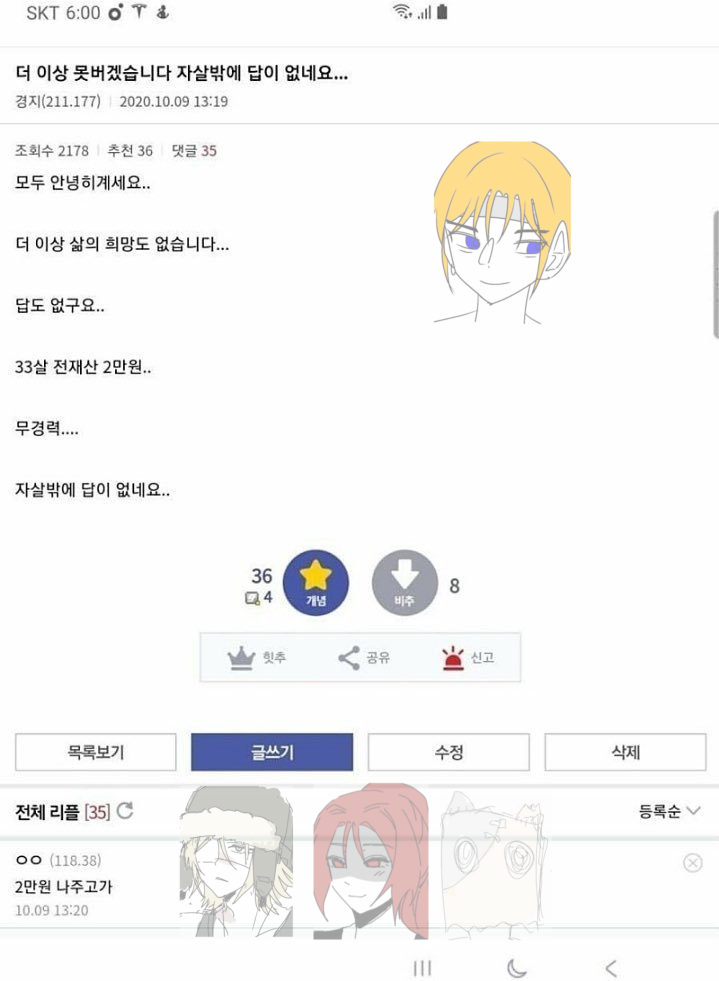 SKT 6:00
더 이상 못버겠습니다 자살밖에 답이 없네요...
경지(211.177) 2020.10.09 13:19
조회수 2178 추천 36 댓글 35
모두 안녕히계세요..
더 이상 삶의 희망도 없습니다...
답도 없구요..
33살 전재산 2만원..
무경력....
자살밖에 답이 없네요..
36
4
개념
비추
8
힛추 공유 신고
목록보기 글쓰기 수정 삭제
전체 리플 [35] 등록순
ㅇㅇ (118.38)
2만원 나주고가
10.09 13:20